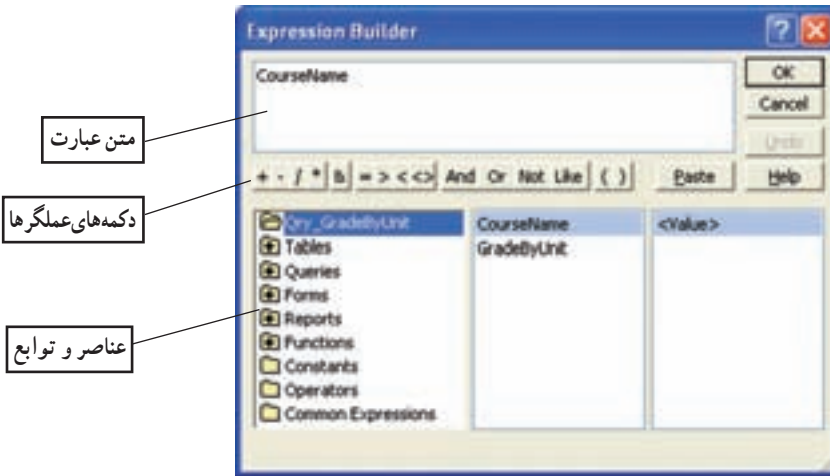 Expression Builder
CourseName
OK
Cancel
Undo
متن عبارت
+ - / * & = > < <> And Or Not Like ( ) Paste Help
دکمه‌های عملگرها
Qry_GradeByUnit CourseName <Value>
Tables GradeByUnit
Queries
Forms
Reports
عناصر و توابع
Functions
Constants
Operators
Common Expressions